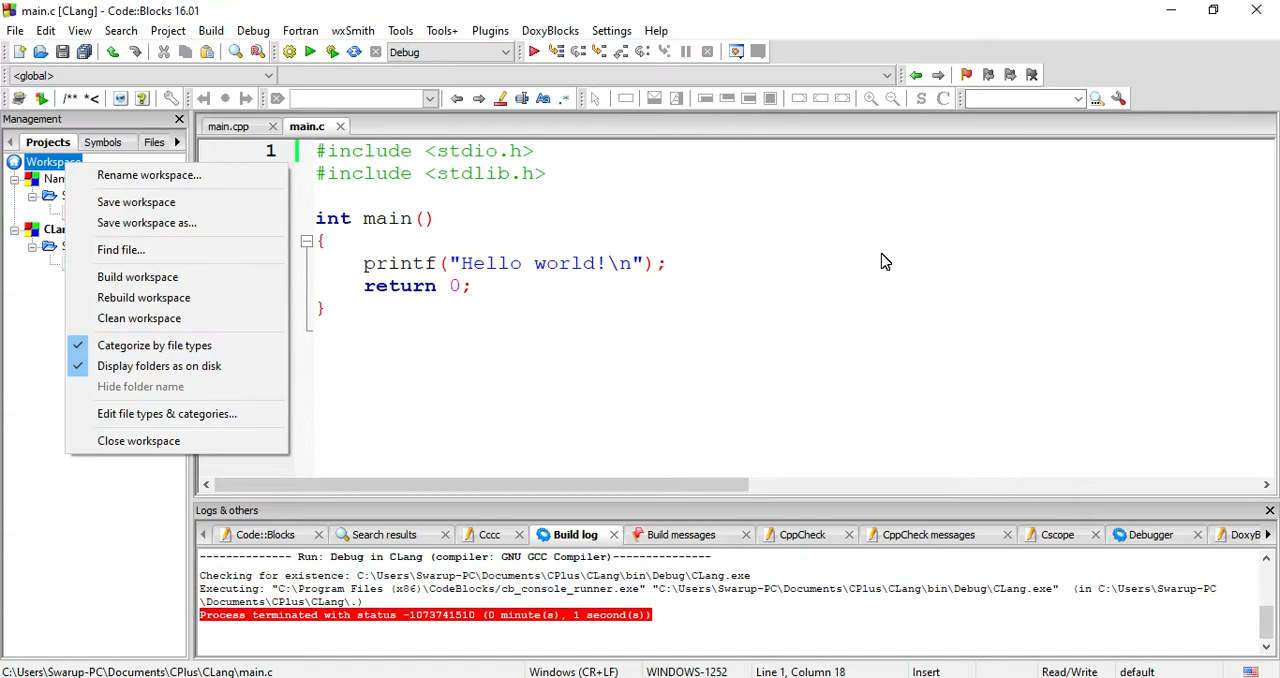 main.c [CLang] - Code::Blocks 16.01
File Edit View Search Project Build Debug Fortran wxSmith Tools Tools+ Plugins DoxyBlocks Settings Help
Debug
<global>
/** *<
S C
Management
Projects Symbols Files
main.cpp main.c
Workspace
Rename workspace...
Save workspace
Save workspace as...
Find file...
Build workspace
Rebuild workspace
Clean workspace
Categorize by file types
Display folders as on disk
Hide folder name
Edit file types & categories...
Close workspace
1 #include <stdio.h>
#include <stdlib.h>
int main()
{
printf("Hello world!\n");
return 0;
}
Logs & others
Code::Blocks Search results Cccc Build log Build messages CppCheck CppCheck messages Cscope Debugger DoxyB
-------------- Run: Debug in CLang (compiler: GNU GCC Compiler)---------------
Checking for existence: C:\Users\Swarup-PC\Documents\CPlus\CLang\bin\Debug\CLang.exe
Executing: "C:\Program Files (x86)\CodeBlocks/cb_console_runner.exe" "C:\Users\Swarup-PC\Documents\CPlus\CLang\bin\Debug\CLang.exe"  (in C:\Users\Swarup-PC
\Documents\CPlus\CLang\.)
Process terminated with status -1073741510 (0 minute(s), 1 second(s))
C:\Users\Swarup-PC\Documents\CPlus\CLang\main.c Windows (CR+LF) WINDOWS-1252 Line 1, Column 18 Insert Read/Write default